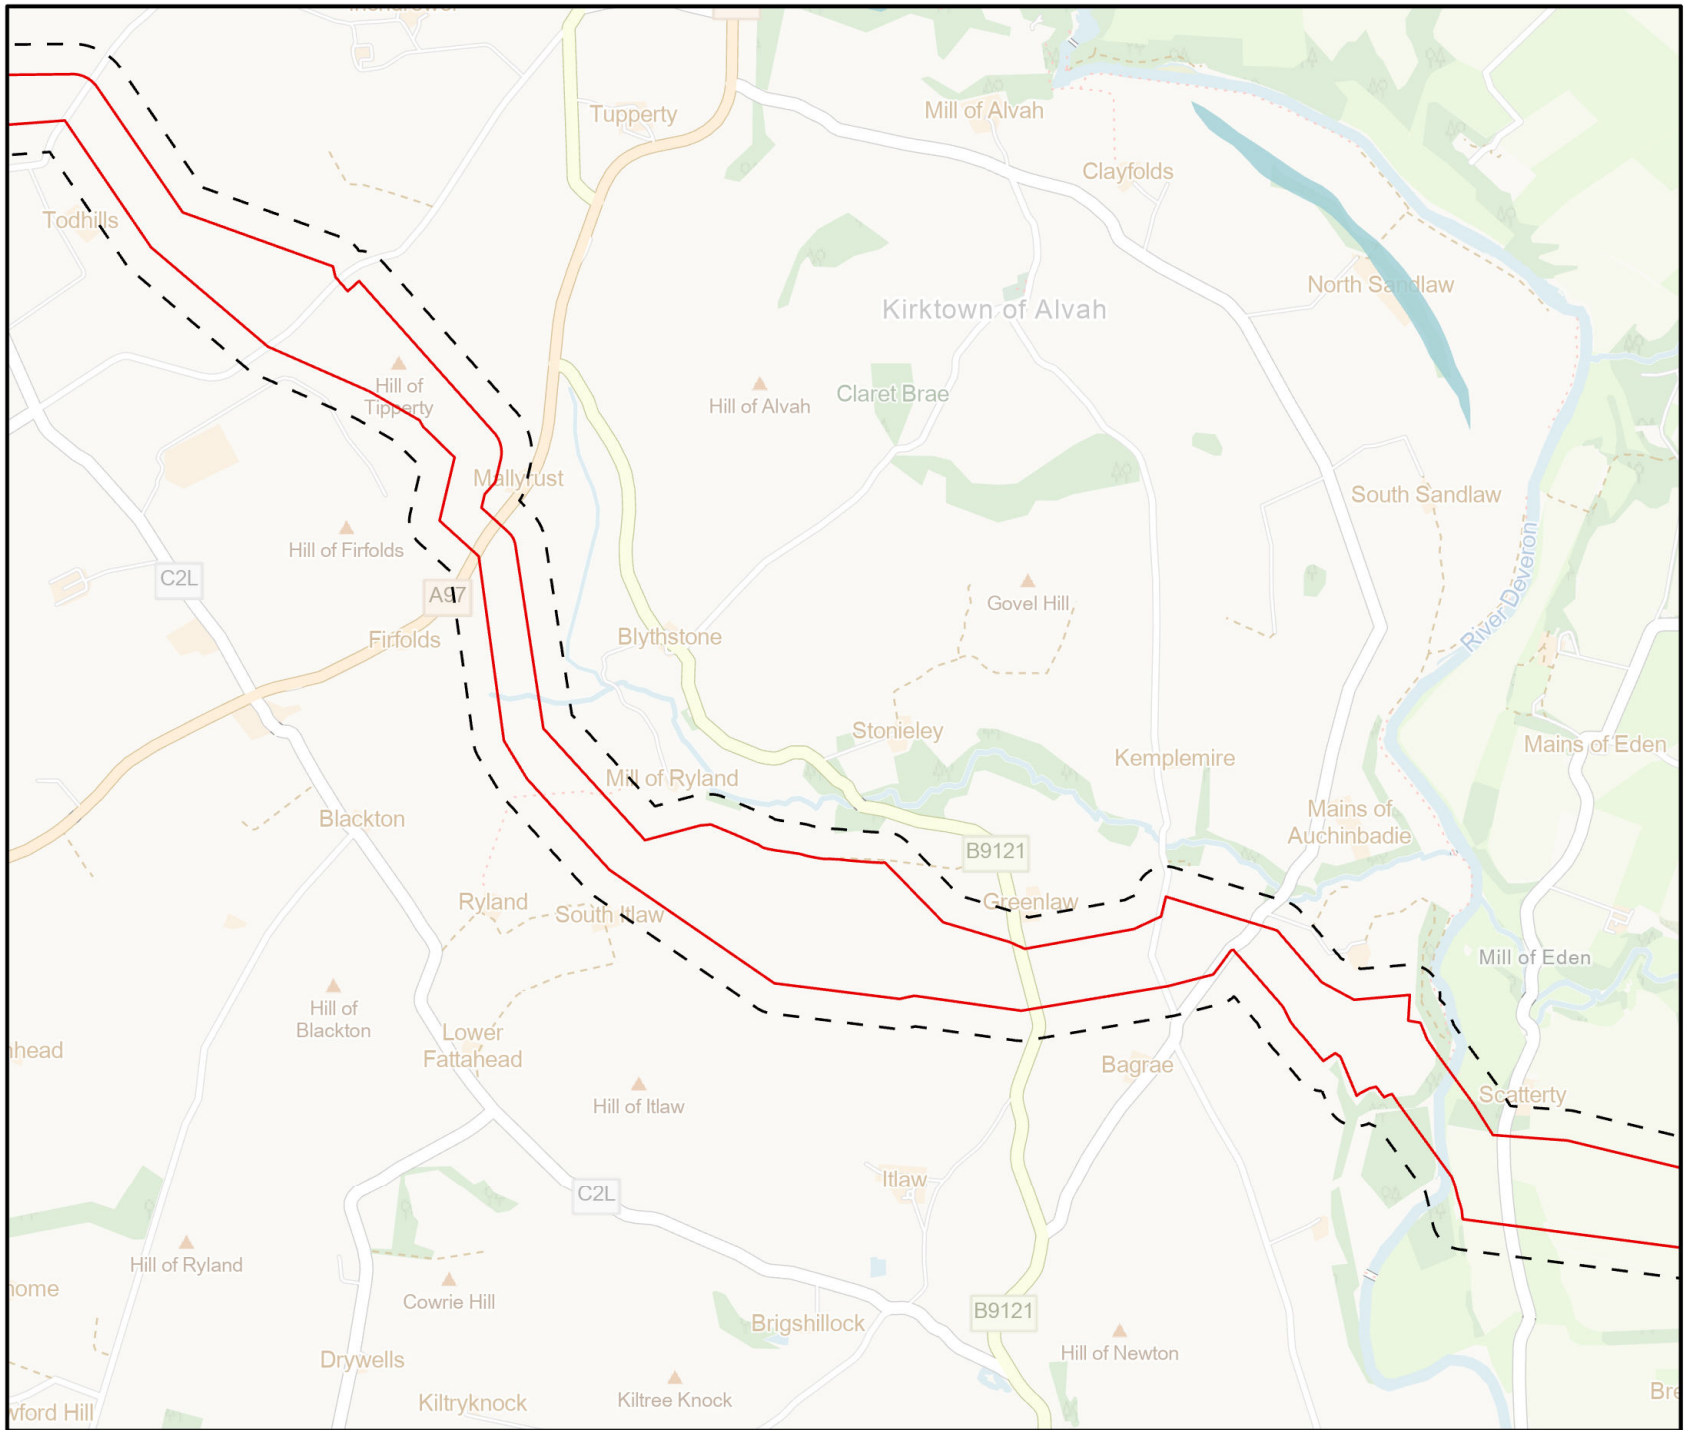 Tupperty
Mill of Alvah
Clayfolds
Todhills
North Sandlaw
Kirktown of Alvah
Hill of
Tipperty
Hill of Alvah
Claret Brae
Mallyrust
South Sandlaw
Hill of Firfolds
C2L
A97
Govel Hill
River Deveron
Firfolds
Blythstone
Stonieley
Mains of Eden
Kemplemire
Mill of Ryland
Mains of
Auchinbadie
Blackton
B9121
Ryland
South Itlaw
Greenlaw
Mill of Eden
Hill of
Blackton
Lower
Fattahead
Bagrae
Hill of Itlaw
Scatterty
Itlaw
C2L
Hill of Ryland
Cowrie Hill
B9121
Brigshillock
Hill of Newton
Drywells
Kiltree Knock
Kiltryknock